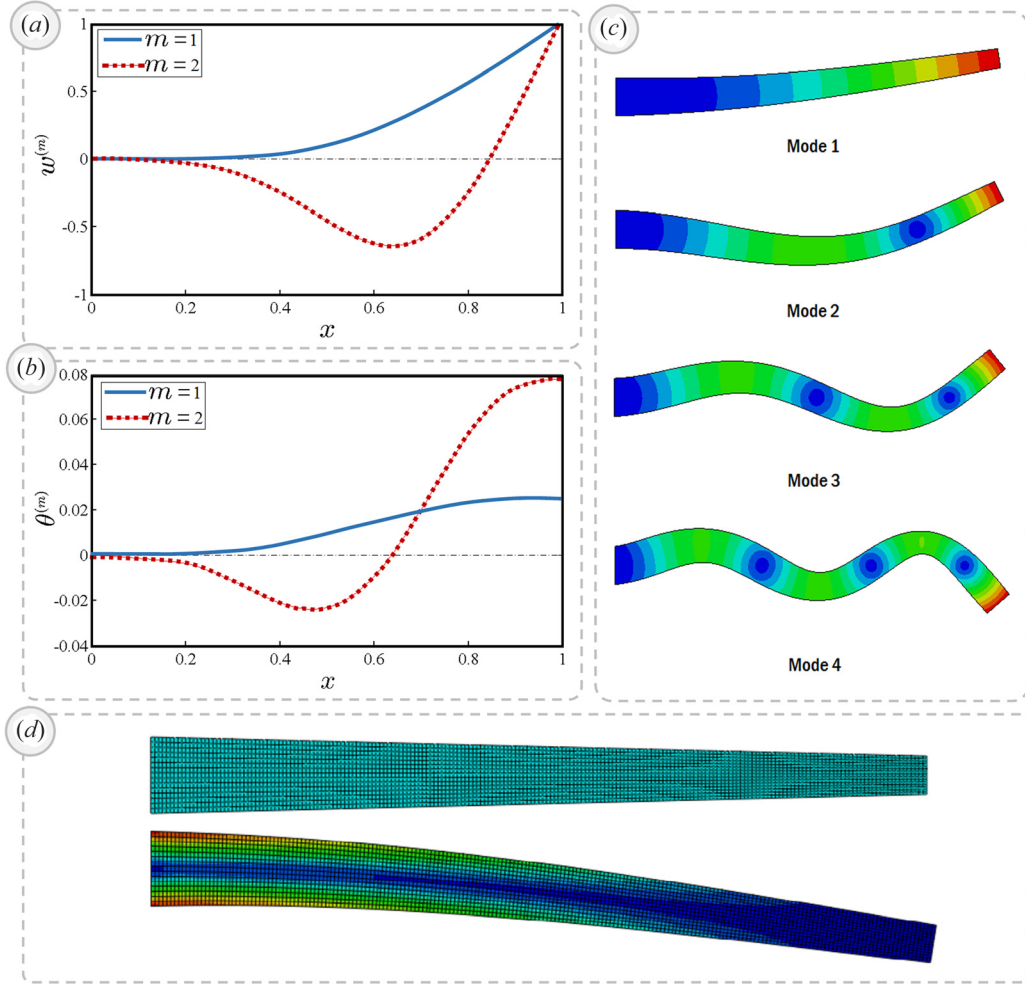 (a)
m = 1
m = 2
1
0.5
0
-0.5
-1
w^(m)
0 0.2 0.4 0.6 0.8 1
x
(b)
m = 1
m = 2
0.08
0.06
0.04
0.02
0
-0.02
-0.04
θ^(m)
0 0.2 0.4 0.6 0.8 1
x
(c)
Mode 1
Mode 2
Mode 3
Mode 4
(d)